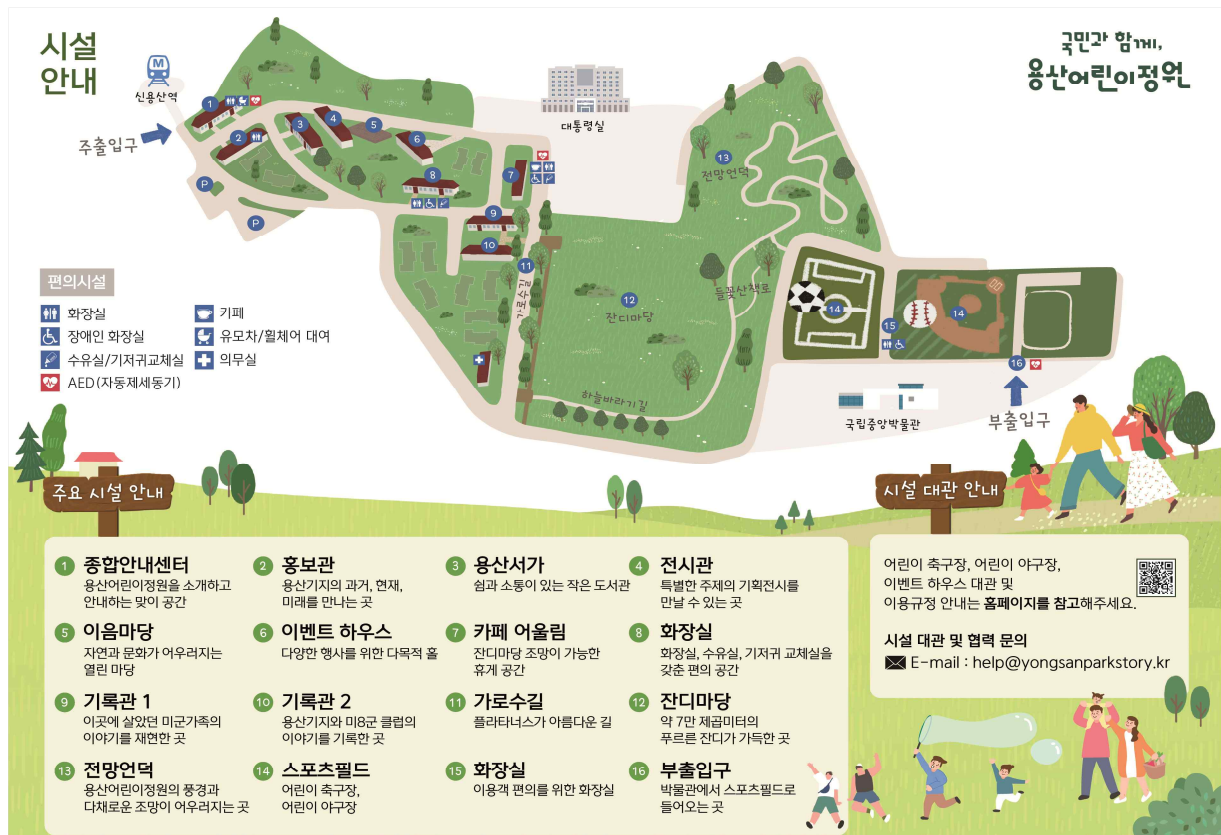 시설
안내
국민과 함께,
용산어린이정원
M
신용산역
주출입구
대통령실
1
2
3
4
5
6
7
8
9
10
11
12
13
14
14
15
16
P
P
전망언덕
가로수길
잔디마당
들꽃산책로
하늘바라기길
국립중앙박물관
부출입구
편의시설
화장실
카페
장애인 화장실
유모차/휠체어 대여
수유실/기저귀교체실
의무실
AED(자동제세동기)
주요 시설 안내
시설 대관 안내
1 종합안내센터
용산어린이정원을 소개하고
안내하는 맞이 공간
2 홍보관
용산기지의 과거, 현재,
미래를 만나는 곳
3 용산서가
쉼과 소통이 있는 작은 도서관
4 전시관
특별한 주제의 기획전시를
만날 수 있는 곳
5 이음마당
자연과 문화가 어우러지는
열린 마당
6 이벤트 하우스
다양한 행사를 위한 다목적 홀
7 카페 어울림
잔디마당 조망이 가능한
휴게 공간
8 화장실
화장실, 수유실, 기저귀 교체실을
갖춘 편의 공간
9 기록관 1
이곳에 살았던 미군가족의
이야기를 재현한 곳
10 기록관 2
용산기지와 미8군 클럽의
이야기를 기록한 곳
11 가로수길
플라타너스가 아름다운 길
12 잔디마당
약 7만 제곱미터의
푸르른 잔디가 가득한 곳
13 전망언덕
용산어린이정원의 풍경과
다채로운 조망이 어우러지는 곳
14 스포츠필드
어린이 축구장,
어린이 야구장
15 화장실
이용객 편의를 위한 화장실
16 부출입구
박물관에서 스포츠필드로
들어오는 곳
어린이 축구장, 어린이 야구장,
이벤트 하우스 대관 및
이용규정 안내는 홈페이지를 참고해주세요.
시설 대관 및 협력 문의
E-mail : help@yongsanparkstory.kr